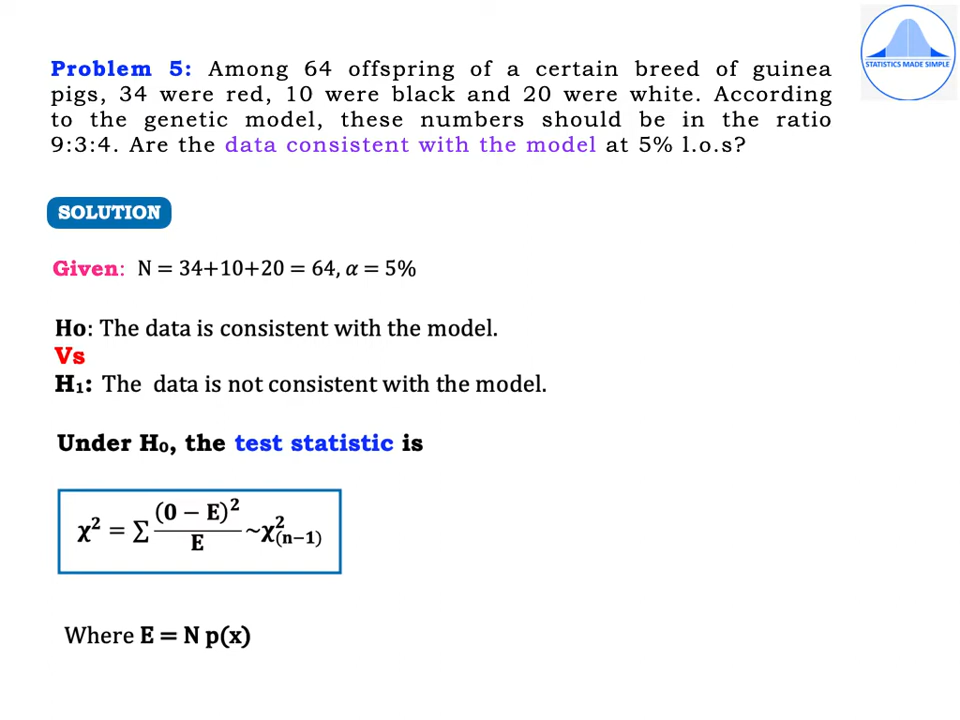 STATISTICS MADE SIMPLE
Problem 5: Among 64 offspring of a certain breed of guinea
pigs, 34 were red, 10 were black and 20 were white. According
to the genetic model, these numbers should be in the ratio
9:3:4. Are the data consistent with the model at 5% l.o.s?
SOLUTION
Given: N = 34+10+20 = 64, α = 5%
Ho: The data is consistent with the model.
Vs
H₁: The data is not consistent with the model.
Under H₀, the test statistic is
χ² = ∑ (0 − E)² / E ~χ²₍ₙ₋₁₎
Where E = N p(x)